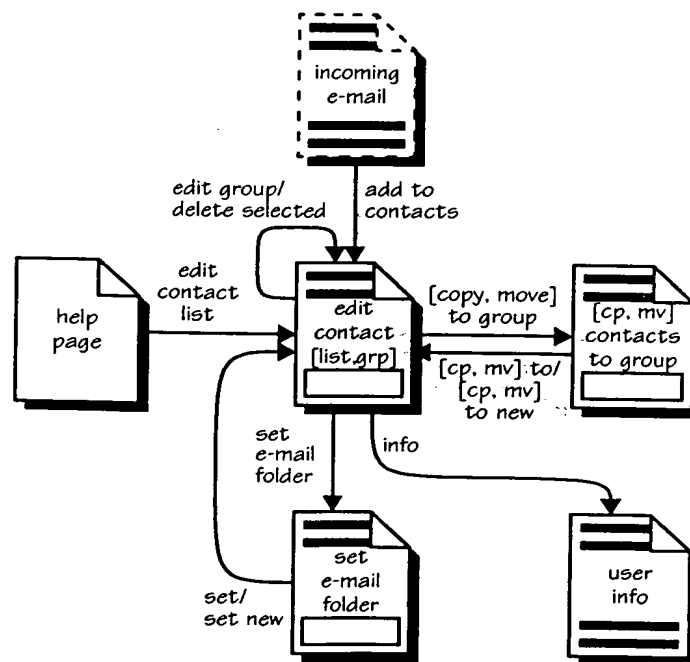 incoming
e-mail
edit group/
delete selected
add to
contacts
edit
contact
list
help
page
edit
contact
[list,grp]
[copy, move]
to group
[cp, mv]
contacts
to group
[cp, mv] to/
[cp, mv]
to new
set
e-mail
folder
info
set
e-mail
folder
set/
set new
user
info